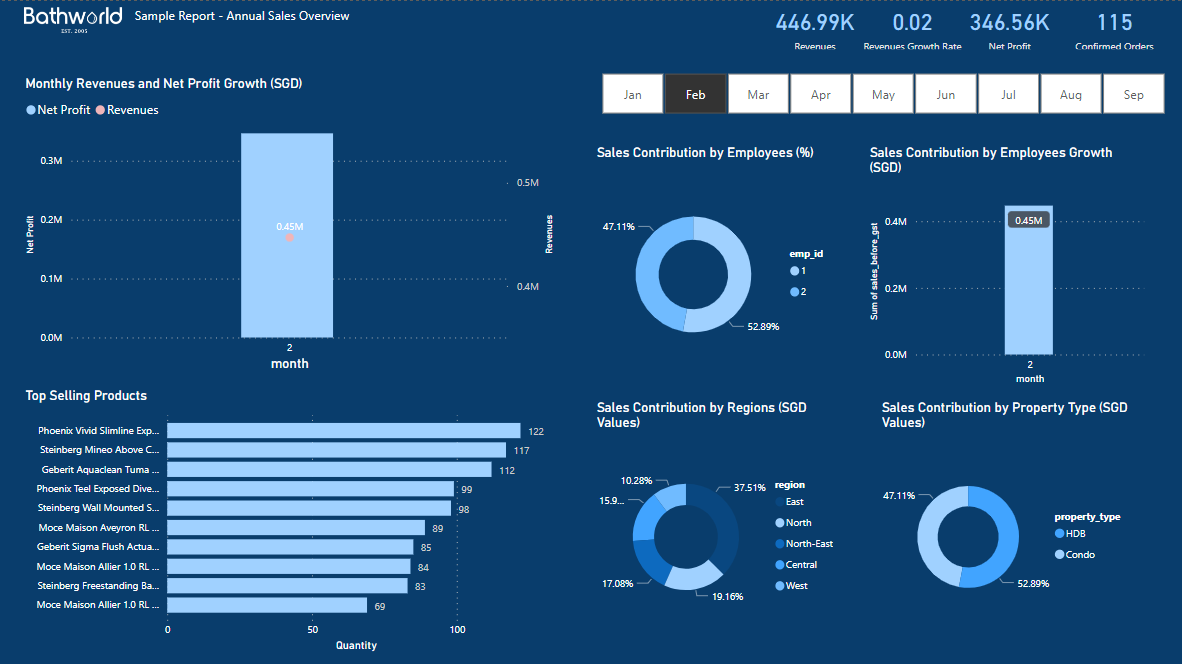 Bathworld
EST. 2005
Sample Report - Annual Sales Overview
446.99K
Revenues
0.02
Revenues Growth Rate
346.56K
Net Profit
115
Confirmed Orders
Jan
Feb
Mar
Apr
May
Jun
Jul
Aug
Sep
Monthly Revenues and Net Profit Growth (SGD)
Net Profit
Revenues
Net Profit
0.3M
0.2M
0.1M
0.0M
0.45M
0.5M
0.4M
Revenues
2
month
Sales Contribution by Employees (%)
47.11%
52.89%
emp_id
1
2
Sales Contribution by Employees Growth
(SGD)
Sum of sales_before_gst
0.4M
0.2M
0.0M
0.45M
2
month
Top Selling Products
Phoenix Vivid Slimline Exp...
122
Steinberg Mineo Above C...
117
Geberit Aquaclean Tuma ...
112
Phoenix Teel Exposed Dive...
99
Steinberg Wall Mounted S...
98
Moce Maison Aveyron RL ...
89
Geberit Sigma Flush Actua...
85
Moce Maison Allier 1.0 RL ...
84
Steinberg Freestanding Ba...
83
Moce Maison Allier 1.0 RL ...
69
0
50
100
Quantity
Sales Contribution by Regions (SGD
Values)
10.28%
15.9...
17.08%
19.16%
37.51%
region
East
North
North-East
Central
West
Sales Contribution by Property Type (SGD
Values)
47.11%
52.89%
property_type
HDB
Condo